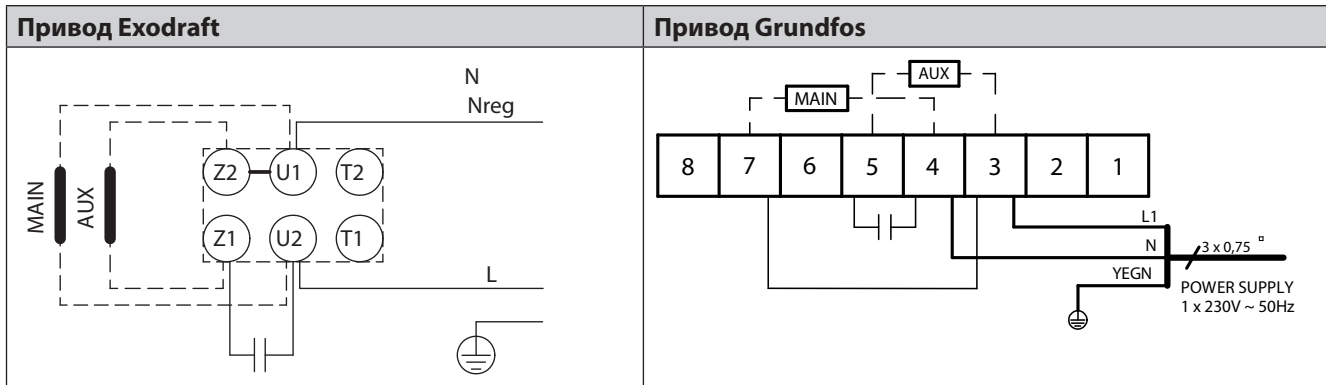 Привод Exodraft
N
Nreg
MAIN
AUX
Z2
U1
T2
Z1
U2
T1
L
Привод Grundfos
AUX
MAIN
8 7 6 5 4 3 2 1
L1
N
3 x 0,75 □
YEGN
POWER SUPPLY
1 x 230V ~ 50Hz